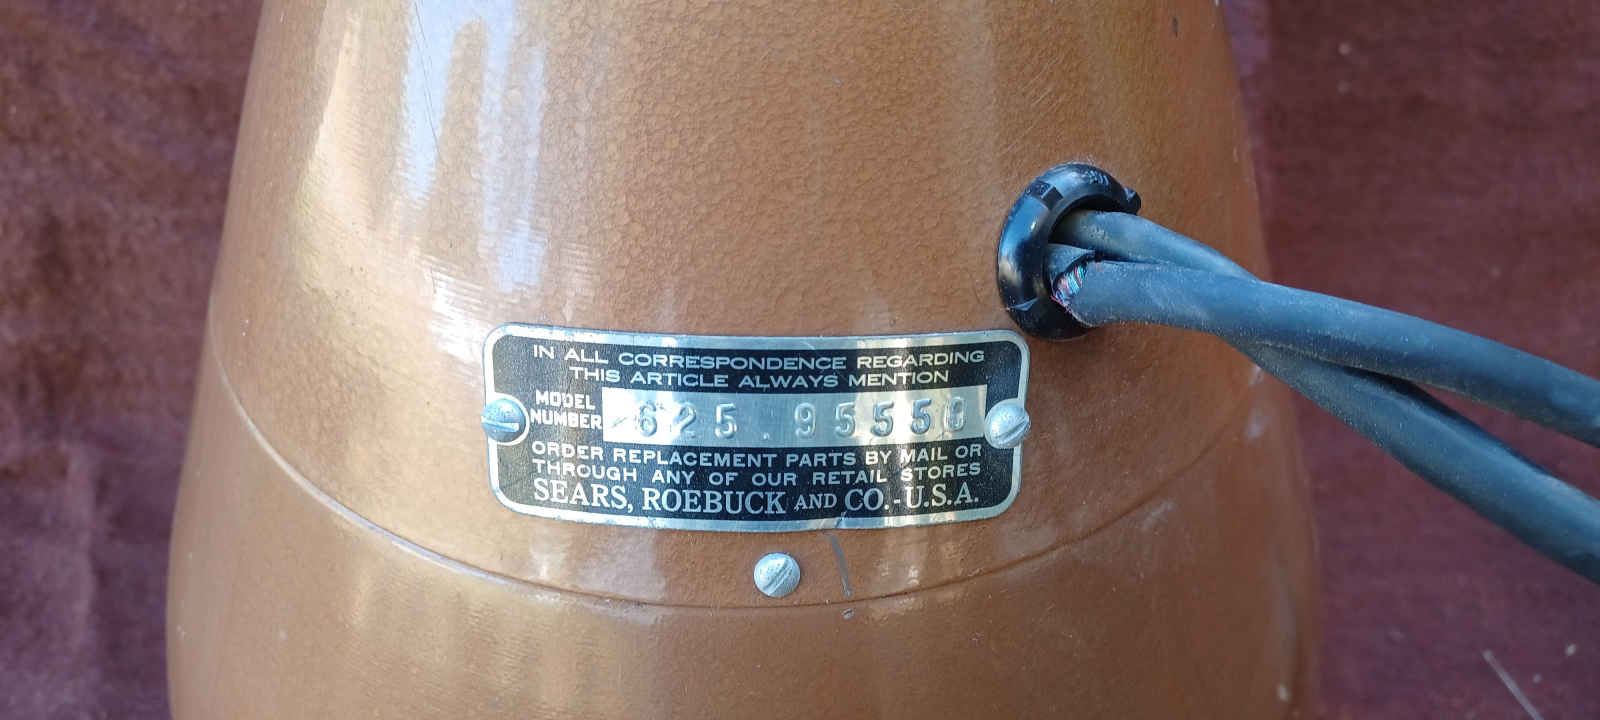 IN ALL CORRESPONDENCE REGARDING
THIS ARTICLE ALWAYS MENTION
MODEL
NUMBER 625.95550
ORDER REPLACEMENT PARTS BY MAIL OR
THROUGH ANY OF OUR RETAIL STORES
SEARS, ROEBUCK AND CO.-U.S.A.